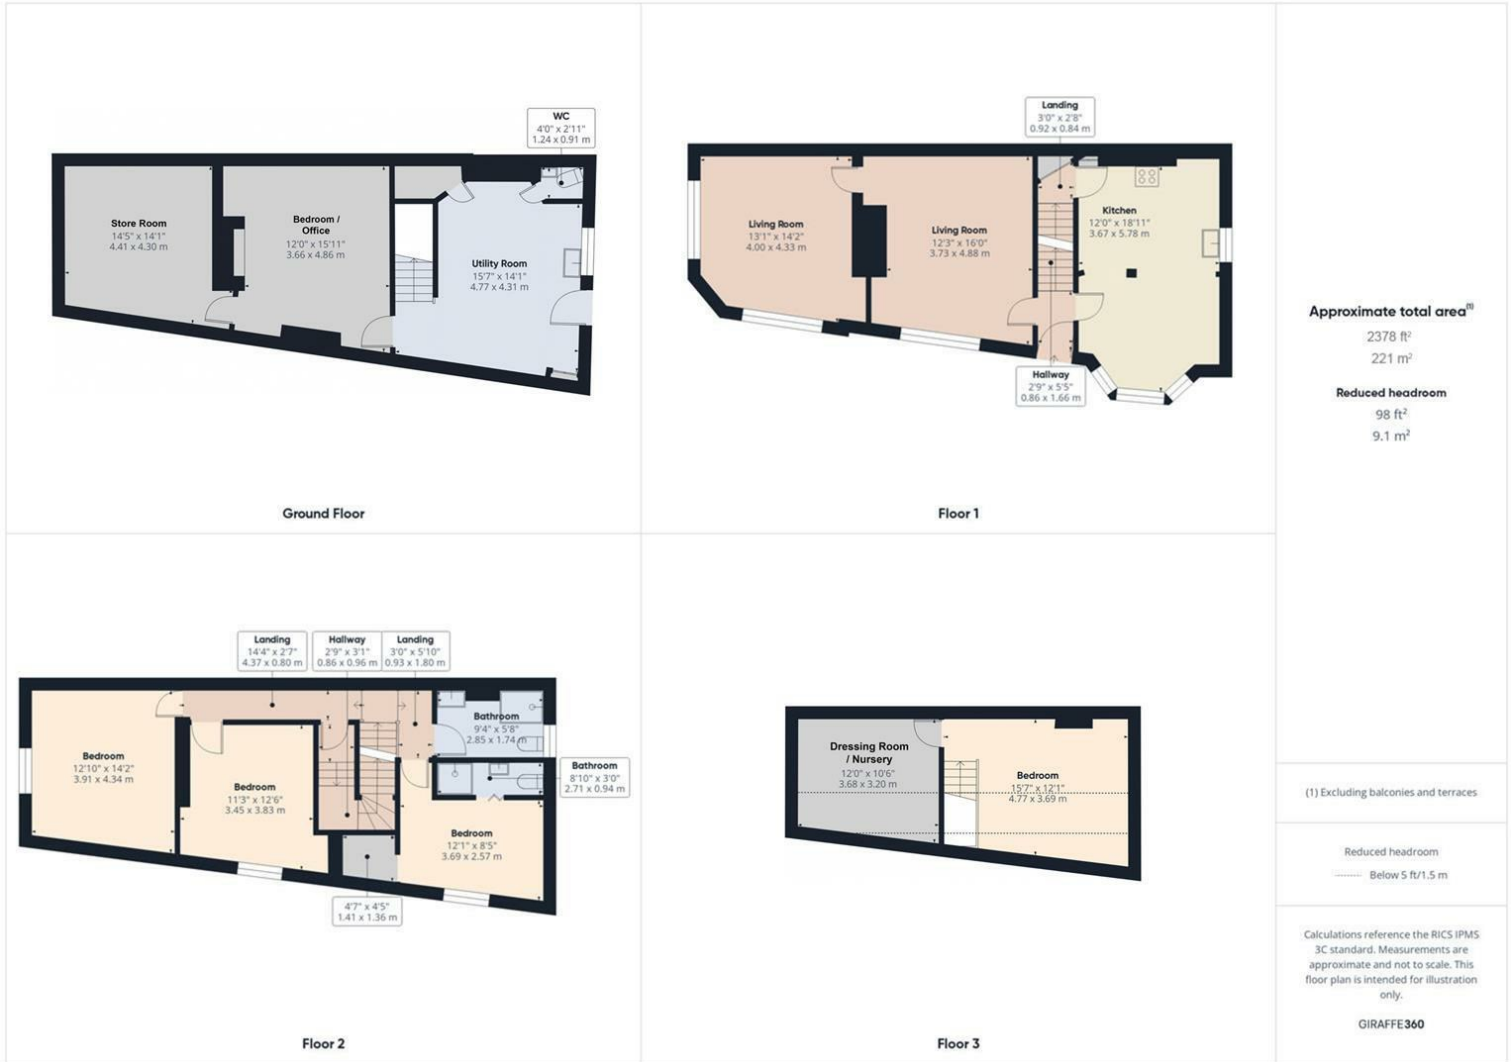 WC
4'0" x 2'11"
1.24 x 0.91 m
Store Room
14'5" x 14'1"
4.41 x 4.30 m
Bedroom /
Office
12'0" x 15'11"
3.66 x 4.86 m
Utility Room
15'7" x 14'1"
4.77 x 4.31 m
Ground Floor
Landing
3'0" x 2'8"
0.92 x 0.84 m
Living Room
13'1" x 14'2"
4.00 x 4.33 m
Living Room
12'3" x 16'0"
3.73 x 4.88 m
Kitchen
12'0" x 18'11"
3.67 x 5.78 m
Hallway
2'9" x 5'5"
0.86 x 1.66 m
Floor 1
Landing
14'4" x 2'7"
4.37 x 0.80 m
Hallway
2'9" x 3'1"
0.86 x 0.96 m
Landing
3'0" x 5'10"
0.93 x 1.80 m
Bathroom
9'4" x 5'8"
2.85 x 1.74 m
Bathroom
8'10" x 3'0"
2.71 x 0.94 m
Bedroom
12'10" x 14'2"
3.91 x 4.34 m
Bedroom
11'3" x 12'6"
3.45 x 3.83 m
Bedroom
12'1" x 8'5"
3.69 x 2.57 m
4'7" x 4'5"
1.41 x 1.36 m
Floor 2
Dressing Room
/ Nursery
12'0" x 10'6"
3.68 x 3.20 m
Bedroom
15'7" x 12'1"
4.77 x 3.69 m
Floor 3
Approximate total area(1)
2378 ft²
221 m²
Reduced headroom
98 ft²
9.1 m²
(1) Excluding balconies and terraces
Reduced headroom
Below 5 ft/1.5 m
Calculations reference the RICS IPMS
3C standard. Measurements are
approximate and not to scale. This
floor plan is intended for illustration
only.
GIRAFFE360